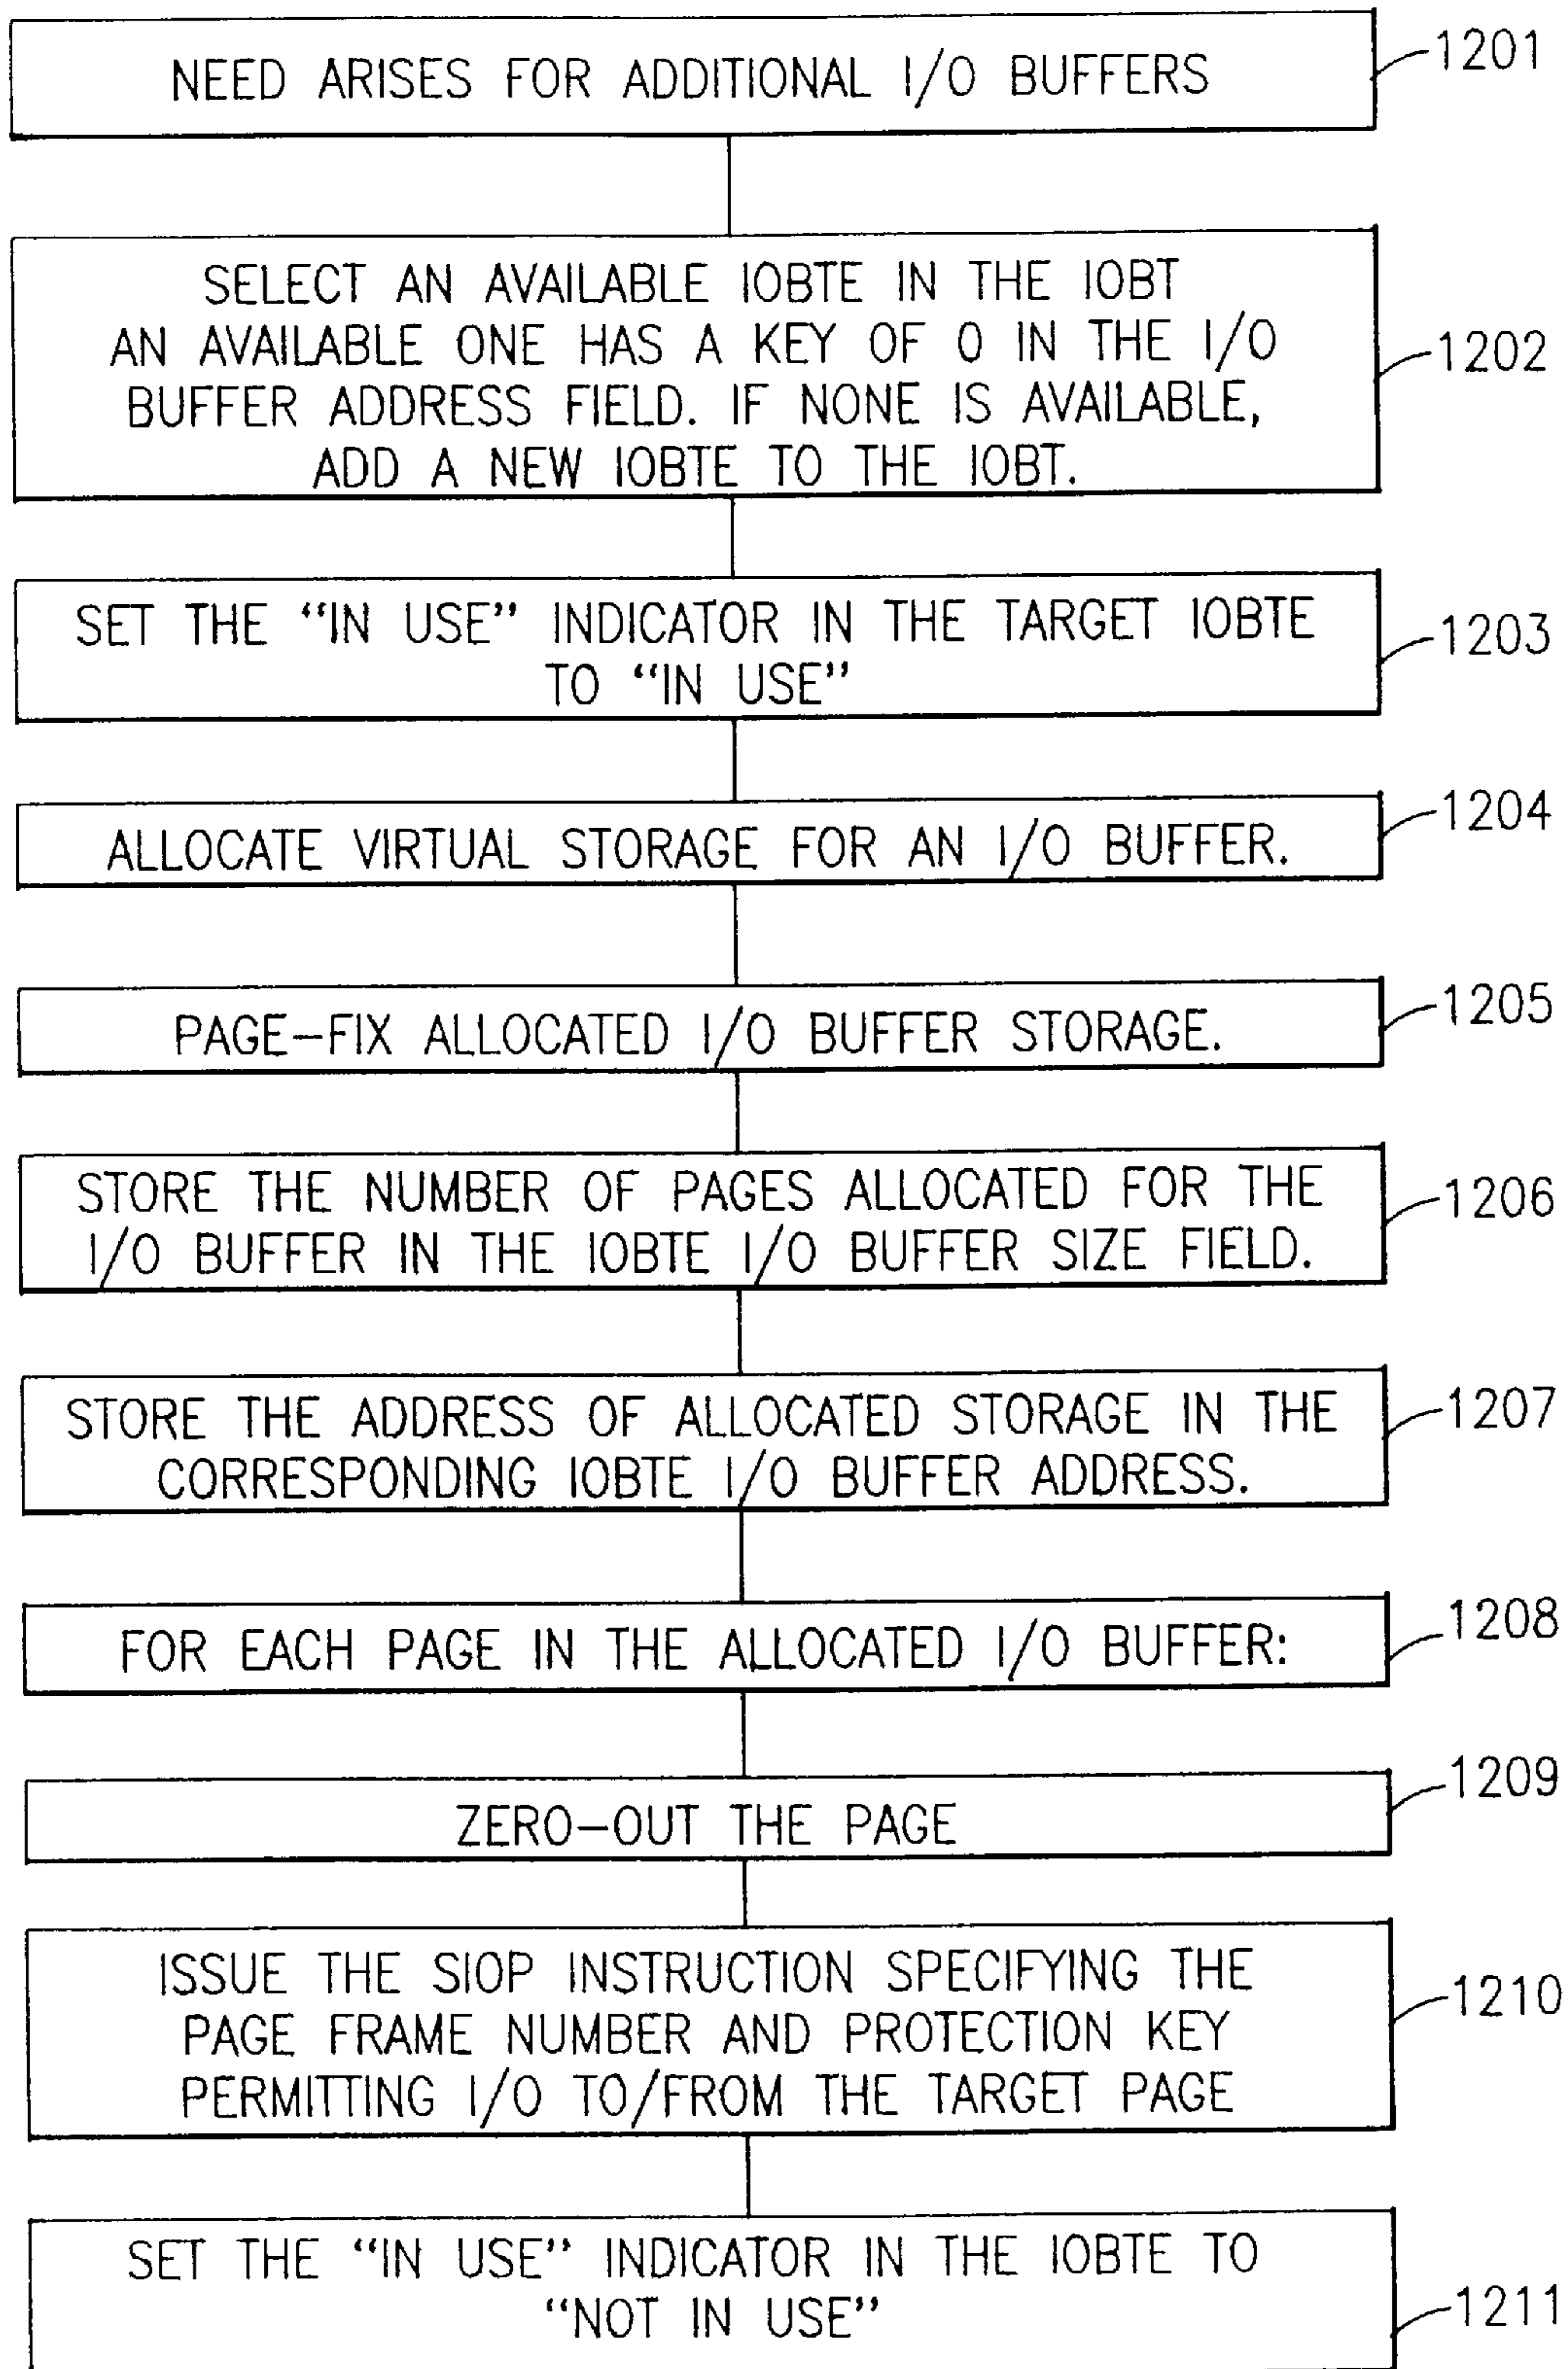 NEED ARISES FOR ADDITIONAL I/O BUFFERS
1201
SELECT AN AVAILABLE IOBTE IN THE IOBT
AN AVAILABLE ONE HAS A KEY OF 0 IN THE I/O
BUFFER ADDRESS FIELD. IF NONE IS AVAILABLE,
ADD A NEW IOBTE TO THE IOBT.
1202
SET THE “IN USE” INDICATOR IN THE TARGET IOBTE
TO “IN USE”
1203
ALLOCATE VIRTUAL STORAGE FOR AN I/O BUFFER.
1204
PAGE-FIX ALLOCATED I/O BUFFER STORAGE.
1205
STORE THE NUMBER OF PAGES ALLOCATED FOR THE
I/O BUFFER IN THE IOBTE I/O BUFFER SIZE FIELD.
1206
STORE THE ADDRESS OF ALLOCATED STORAGE IN THE
CORRESPONDING IOBTE I/O BUFFER ADDRESS.
1207
FOR EACH PAGE IN THE ALLOCATED I/O BUFFER:
1208
ZERO-OUT THE PAGE
1209
ISSUE THE SIOP INSTRUCTION SPECIFYING THE
PAGE FRAME NUMBER AND PROTECTION KEY
PERMITTING I/O TO/FROM THE TARGET PAGE
1210
SET THE “IN USE” INDICATOR IN THE IOBTE TO
“NOT IN USE”
1211